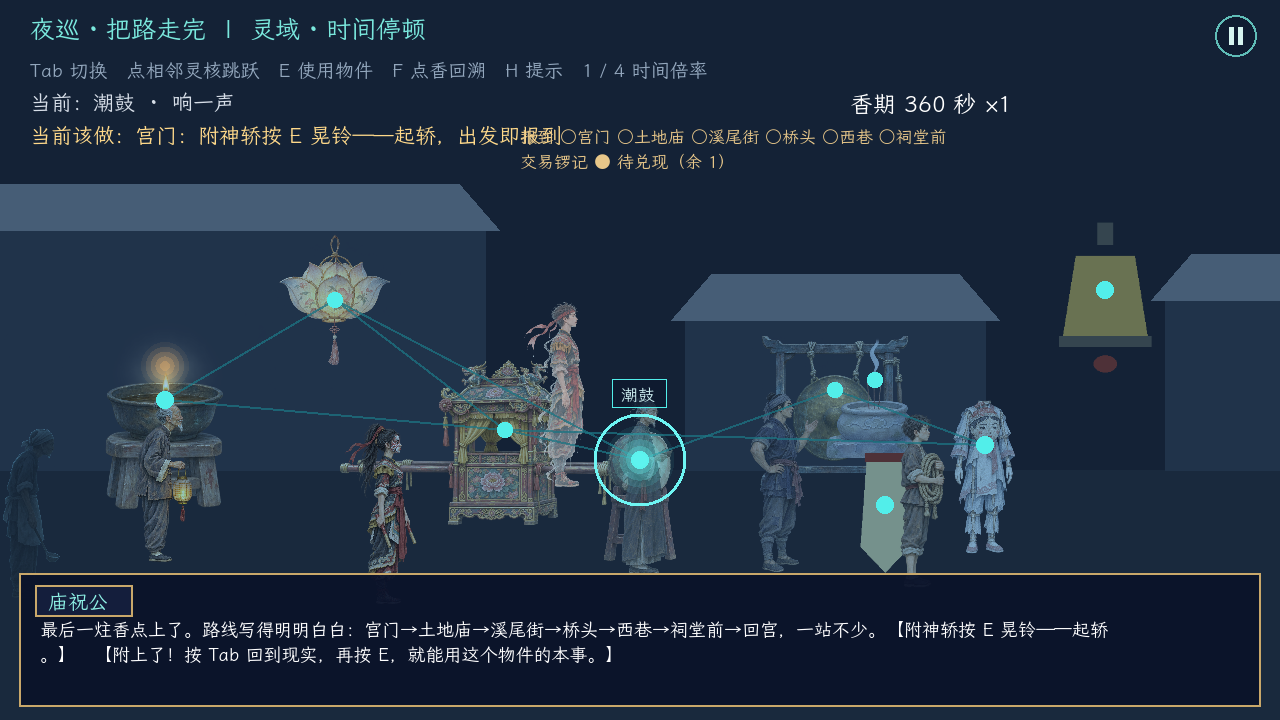 夜巡·把路走完 | 灵域·时间停顿
Tab 切换 点相邻灵核跳跃 E 使用物件 F 点香回溯 H 提示 1 / 4 时间倍率
当前: 潮鼓 · 响一声
香期 360 秒 ×1
当前该做: 宫门: 附神轿按 E 晃铃——起轿, 出发即报到
○宫门 ○土地庙 ○溪尾街 ○桥头 ○西巷 ○祠堂前
交易锣记 ● 待兑现 (余 1)
潮鼓
庙祝公
最后一炷香点上了。路线写得明明白白: 宫门→土地庙→溪尾街→桥头→西巷→祠堂前→回宫, 一站不少。【附神轿按 E 晃铃——起轿
。】 【附上了! 按 Tab 回到现实, 再按 E, 就能用这个物件的本事。】